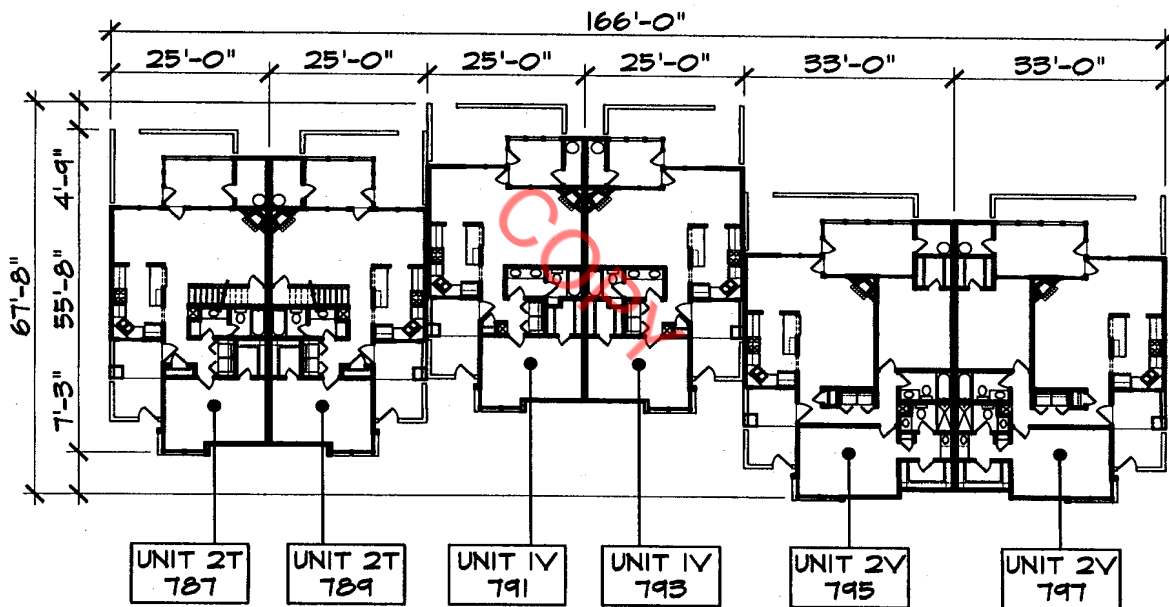 166'-0"
25'-0" 25'-0" 25'-0" 25'-0" 33'-0" 33'-0"
67'-8"
4'-9"
55'-8"
7'-3"
COPY
UNIT 2T
787
UNIT 2T
789
UNIT 1V
791
UNIT 1V
793
UNIT 2V
795
UNIT 2V
797